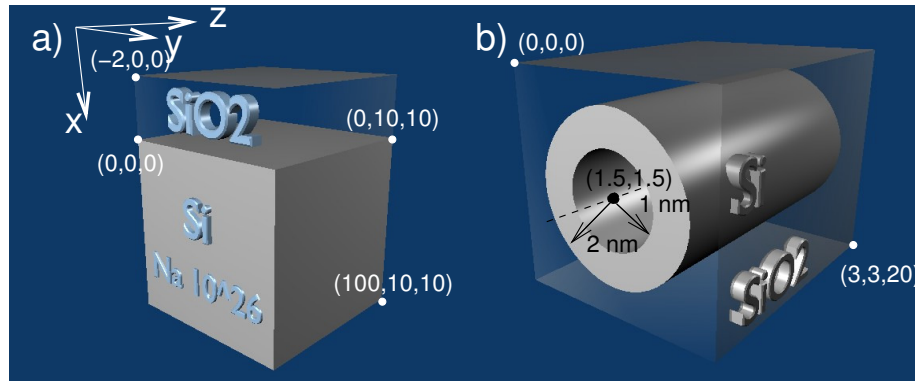 a)
z
y
x
(−2,0,0)
SiO2
(0,10,10)
(0,0,0)
Si
Na 10^26
(100,10,10)
b)
(0,0,0)
(1.5,1.5)
1 nm
2 nm
Si
SiO2
(3,3,20)